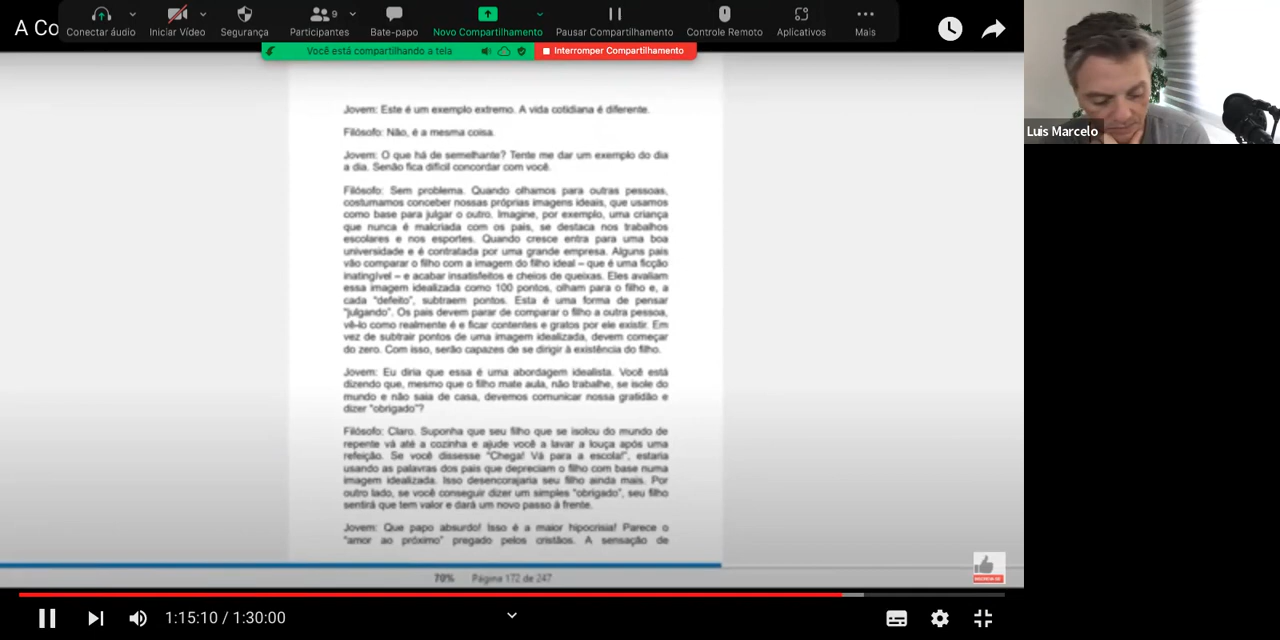 A Co
Conectar áudio
Iniciar Vídeo
Segurança
9
Participantes
Bate-papo
Novo Compartilhamento
Pausar Compartilhamento
Controle Remoto
Aplicativos
Mais
Você está compartilhando a tela
Interromper Compartilhamento
Luis Marcelo
Jovem: Este é um exemplo extremo. A vida cotidiana é diferente.
Filósofo: Não, é a mesma coisa.
Jovem: O que há de semelhante? Tente me dar um exemplo do dia
a dia. Senão fica difícil concordar com você.
Filósofo: Sem problema. Quando olhamos para outras pessoas,
costumamos conceber nossas próprias imagens ideais, que usamos
como base para julgar o outro. Imagine, por exemplo, uma criança
que nunca é malcriada com os pais, se destaca nos trabalhos
escolares e nos esportes. Quando cresce entra para uma boa
universidade e é contratada por uma grande empresa. Alguns pais
vão comparar o filho com a imagem do filho ideal – que é uma ficção
inatingível – e acabar insatisfeitos e cheios de queixas. Eles avaliam
essa imagem idealizada como 100 pontos, olham para o filho e, a
cada "defeito", subtraem pontos. Esta é uma forma de pensar
"julgando". Os pais devem parar de comparar o filho a outra pessoa,
vê-lo como realmente é e ficar contentes e gratos por ele existir. Em
vez de subtrair pontos de uma imagem idealizada, devem começar
do zero. Com isso, serão capazes de se dirigir à existência do filho.
Jovem: Eu diria que essa é uma abordagem idealista. Você está
dizendo que, mesmo que o filho mate aula, não trabalhe, se isole do
mundo e não saia de casa, devemos comunicar nossa gratidão e
dizer "obrigado"?
Filósofo: Claro. Suponha que seu filho que se isolou do mundo de
repente vá até a cozinha e ajude você a lavar a louça após uma
refeição. Se você dissesse "Chega! Vá para a escola!", estaria
usando as palavras dos pais que depreciam o filho com base numa
imagem idealizada. Isso desencorajaria seu filho ainda mais. Por
outro lado, se você conseguir dizer um simples "obrigado", seu filho
sentirá que tem valor e dará um novo passo à frente.
Jovem: Que papo absurdo! Isso é a maior hipocrisia! Parece o
"amor ao próximo" pregado pelos cristãos. A sensação de
70% Página 172 de 247
INSCREVA-SE
1:15:10 / 1:30:00